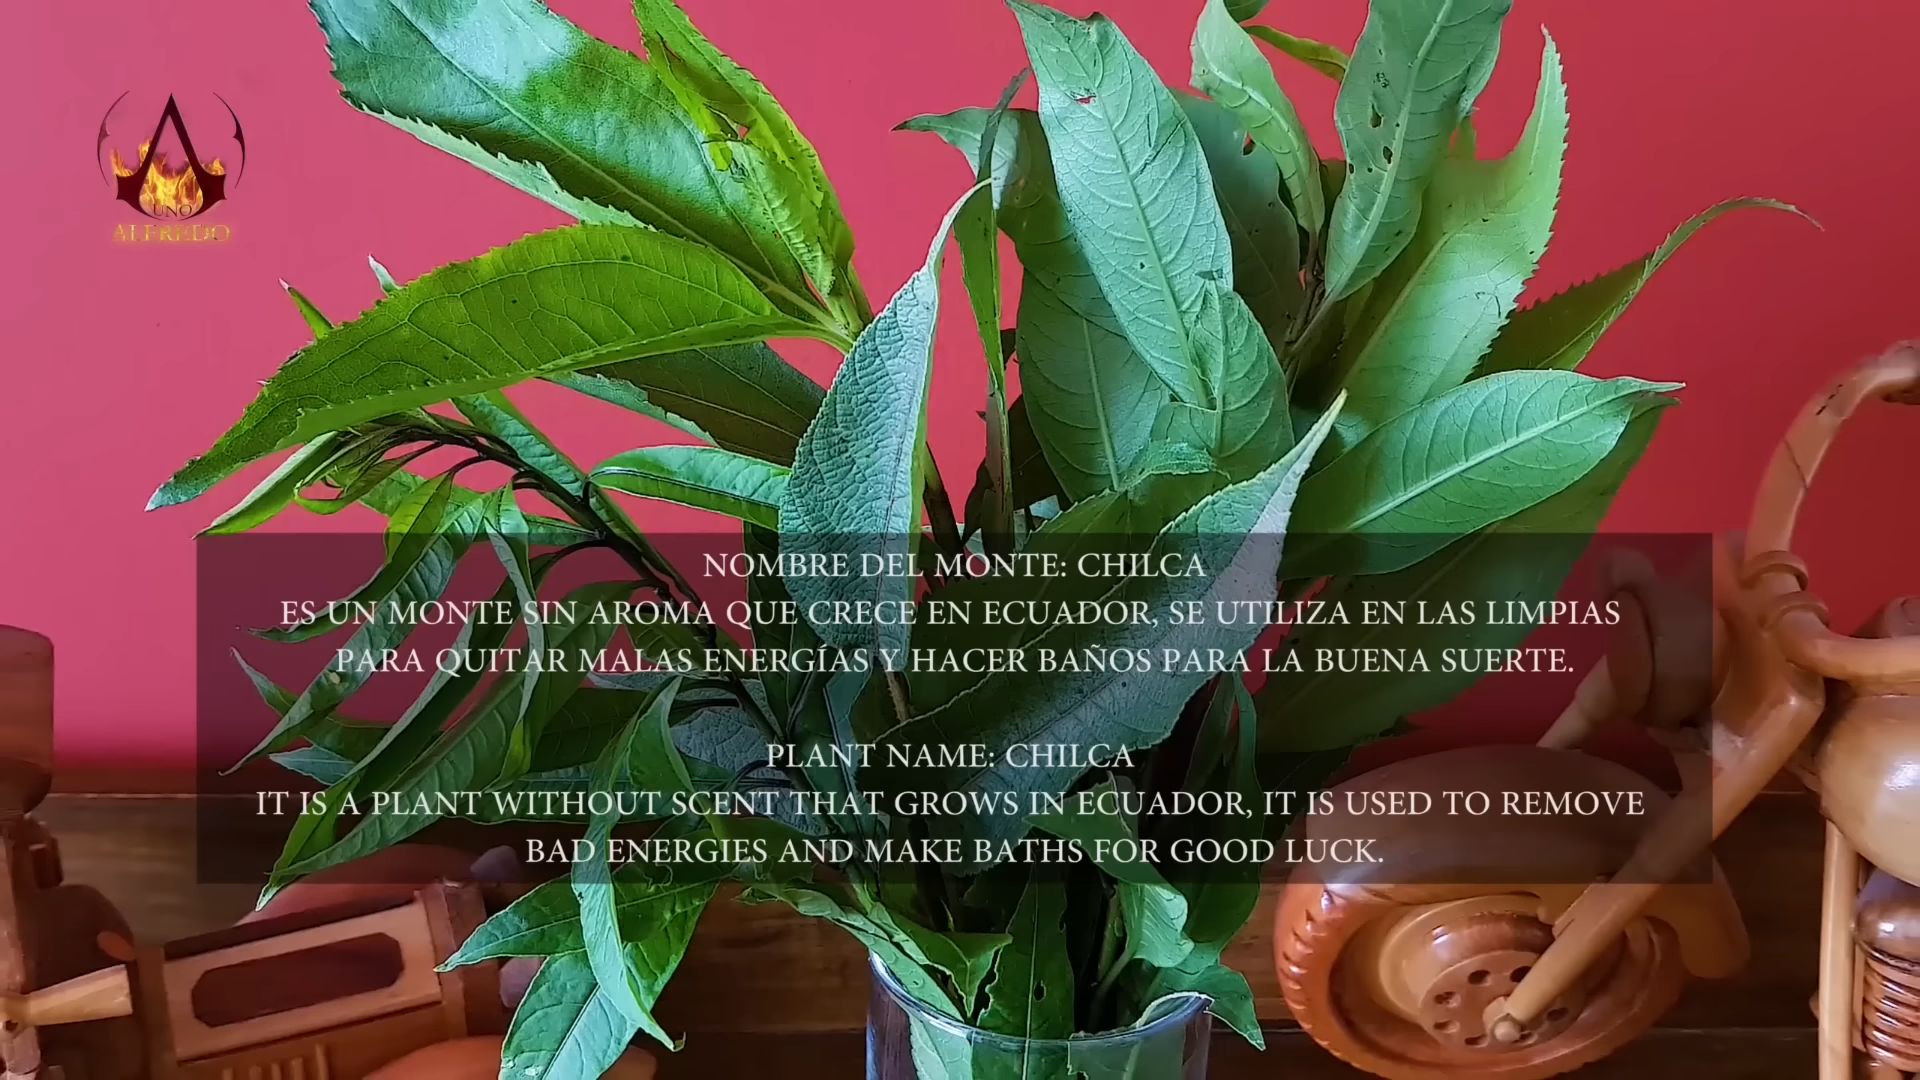 UNO
ALFREDO
NOMBRE DEL MONTE: CHILCA
ES UN MONTE SIN AROMA QUE CRECE EN ECUADOR, SE UTILIZA EN LAS LIMPIAS
PARA QUITAR MALAS ENERGÍAS Y HACER BAÑOS PARA LA BUENA SUERTE.
PLANT NAME: CHILCA
IT IS A PLANT WITHOUT SCENT THAT GROWS IN ECUADOR, IT IS USED TO REMOVE
BAD ENERGIES AND MAKE BATHS FOR GOOD LUCK.